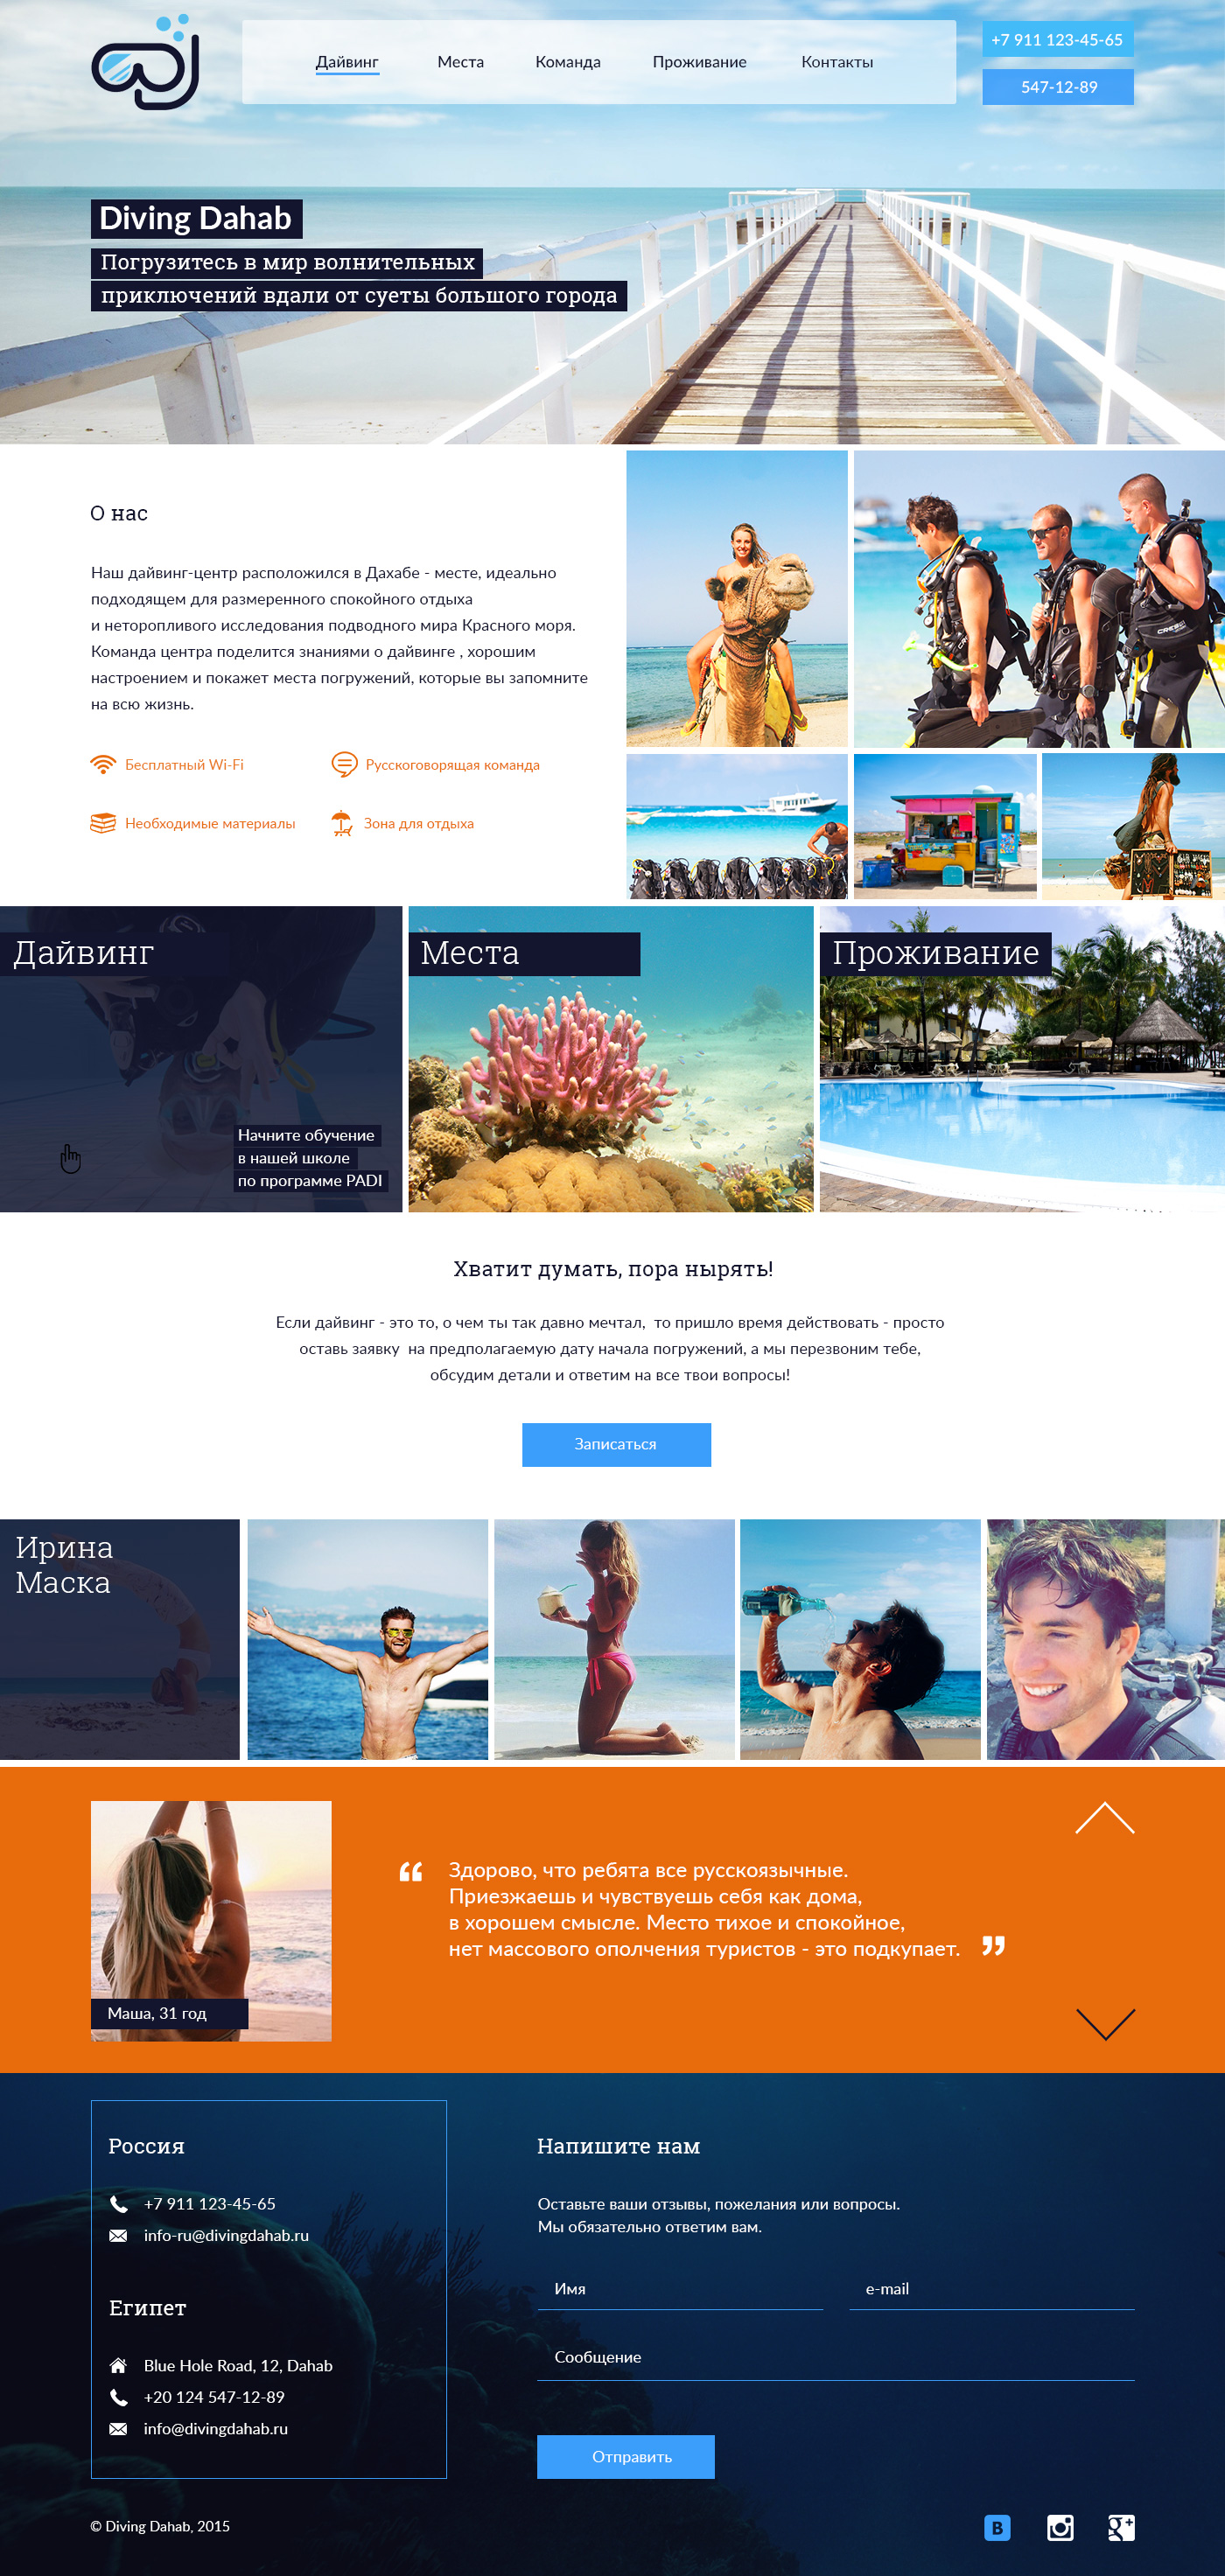 Дайвинг Места Команда Проживание Контакты
+7 911 123-45-65
547-12-89
Diving Dahab
Погрузитесь в мир волнительных
приключений вдали от суеты большого города
О нас
Наш дайвинг-центр расположился в Дахабе - месте, идеально
подходящем для размеренного спокойного отдыха
и неторопливого исследования подводного мира Красного моря.
Команда центра поделится знаниями о дайвинге , хорошим
настроением и покажет места погружений, которые вы запомните
на всю жизнь.
Бесплатный Wi-Fi
Русскоговорящая команда
Необходимые материалы
Зона для отдыха
CRESSI
Дайвинг
Начните обучение
в нашей школе
по программе PADI
Места
Проживание
Хватит думать, пора нырять!
Если дайвинг - это то, о чем ты так давно мечтал, то пришло время действовать - просто
оставь заявку на предполагаемую дату начала погружений, а мы перезвоним тебе,
обсудим детали и ответим на все твои вопросы!
Записаться
Ирина
Маска
Маша, 31 год
“ Здорово, что ребята все русскоязычные.
Приезжаешь и чувствуешь себя как дома,
в хорошем смысле. Место тихое и спокойное,
нет массового ополчения туристов - это подкупает. ”
Россия
+7 911 123-45-65
info-ru@divingdahab.ru
Египет
Blue Hole Road, 12, Dahab
+20 124 547-12-89
info@divingdahab.ru
Напишите нам
Оставьте ваши отзывы, пожелания или вопросы.
Мы обязательно ответим вам.
Имя
e-mail
Сообщение
Отправить
© Diving Dahab, 2015
В
g+